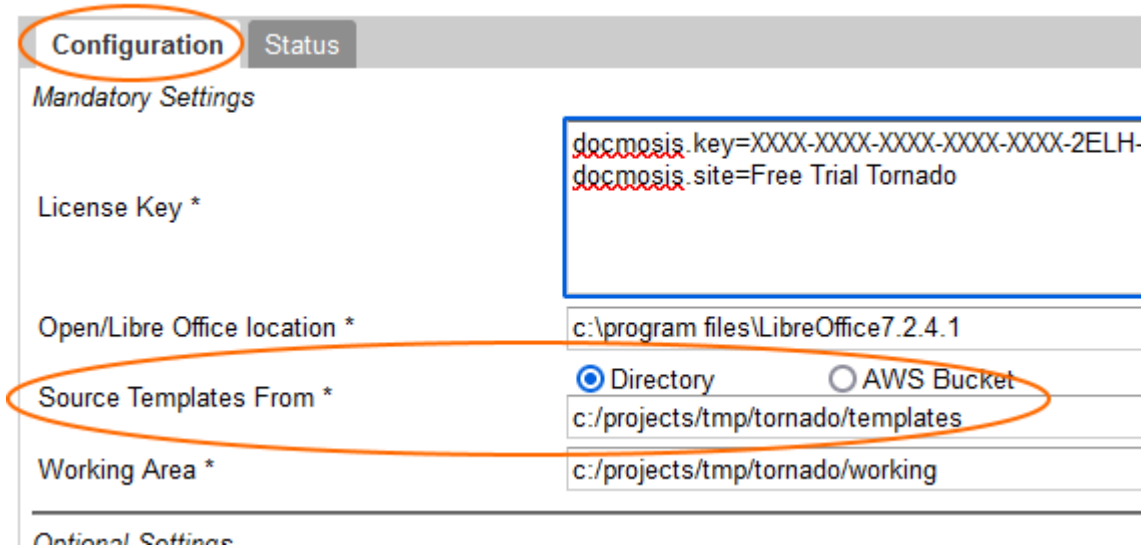 Configuration Status
Mandatory Settings
License Key *
docmosis.key=XXXX-XXXX-XXXX-XXXX-XXXX-2ELH-
docmosis.site=Free Trial Tornado
Open/Libre Office location * c:\program files\LibreOffice7.2.4.1
Source Templates From * Directory AWS Bucket
c:/projects/tmp/tornado/templates
Working Area * c:/projects/tmp/tornado/working
Optional Settings